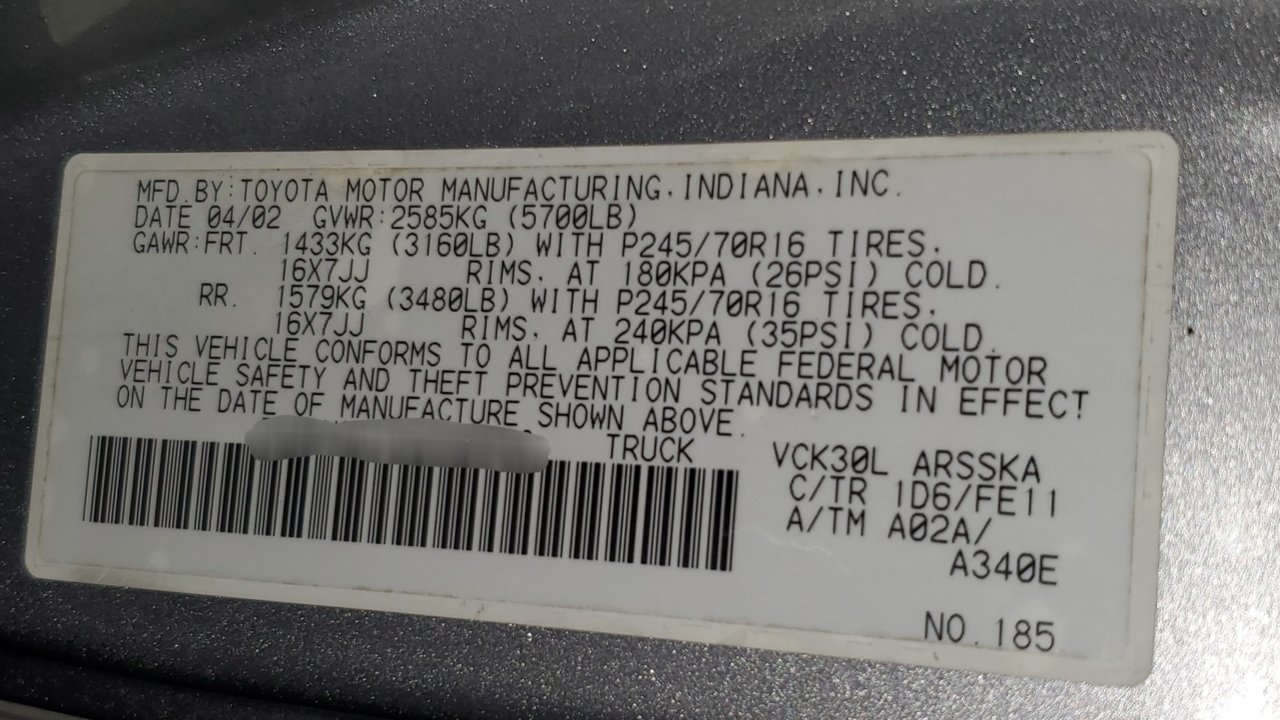 MFD.BY:TOYOTA MOTOR MANUFACTURING.INDIANA.INC.
DATE 04/02 GVWR:2585KG (5700LB)
GAWR:FRT. 1433KG (3160LB) WITH P245/70R16 TIRES.
16X7JJ RIMS. AT 180KPA (26PSI) COLD.
RR. 1579KG (3480LB) WITH P245/70R16 TIRES.
16X7JJ RIMS. AT 240KPA (35PSI) COLD.
THIS VEHICLE CONFORMS TO ALL APPLICABLE FEDERAL MOTOR
VEHICLE SAFETY AND THEFT PREVENTION STANDARDS IN EFFECT
ON THE DATE OF MANUFACTURE SHOWN ABOVE.
TRUCK
VCK30L ARSSKA
C/TR 1D6/FE11
A/TM A02A/
A340E
NO.185